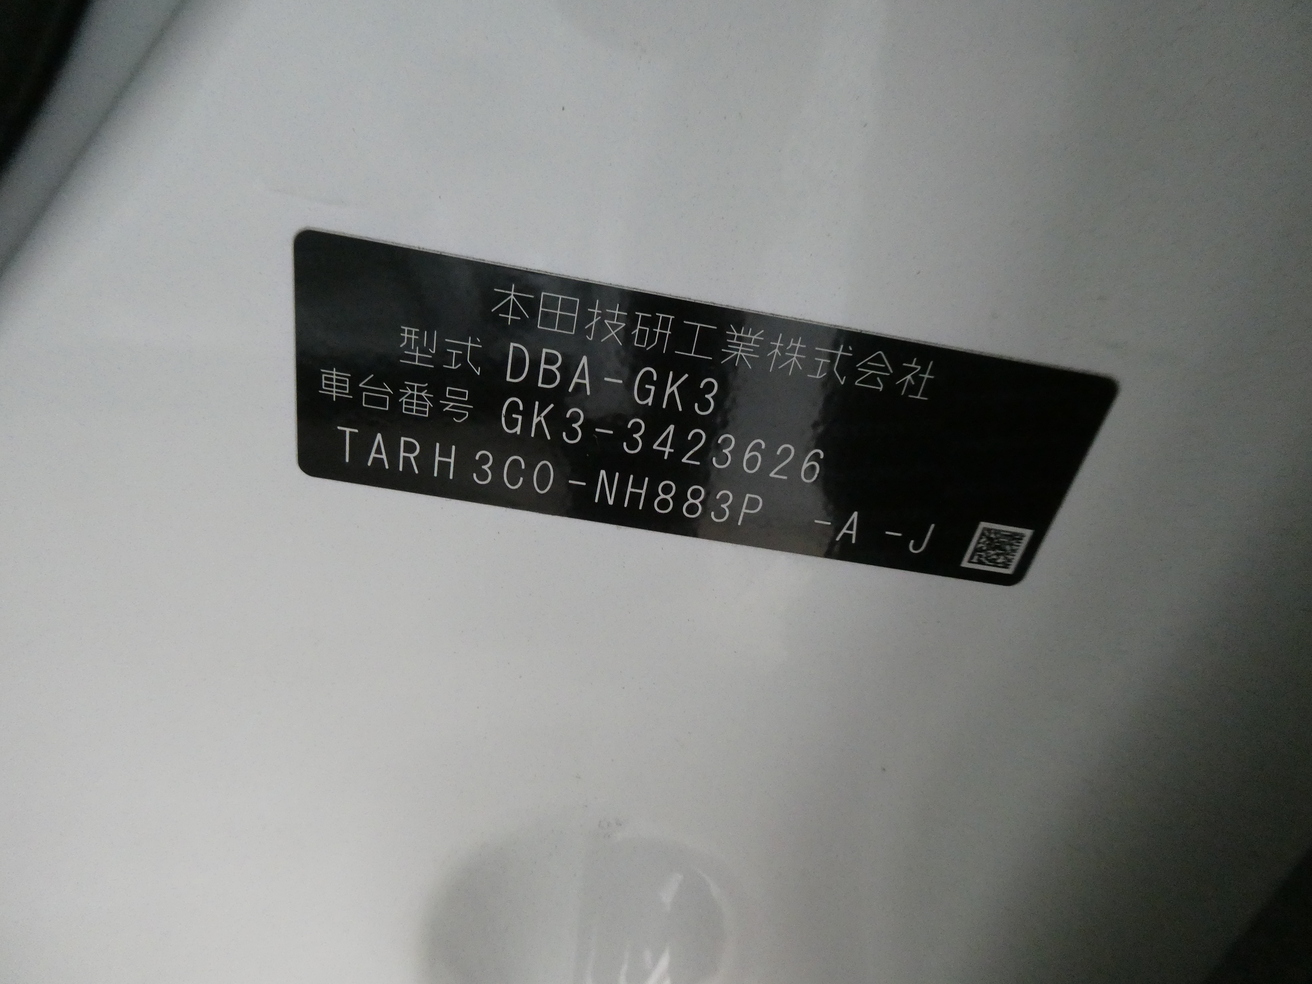 本田技研工業株式会社
型式 DBA-GK3
車台番号 GK3-3423626
TARH3C0-NH883P -A -J